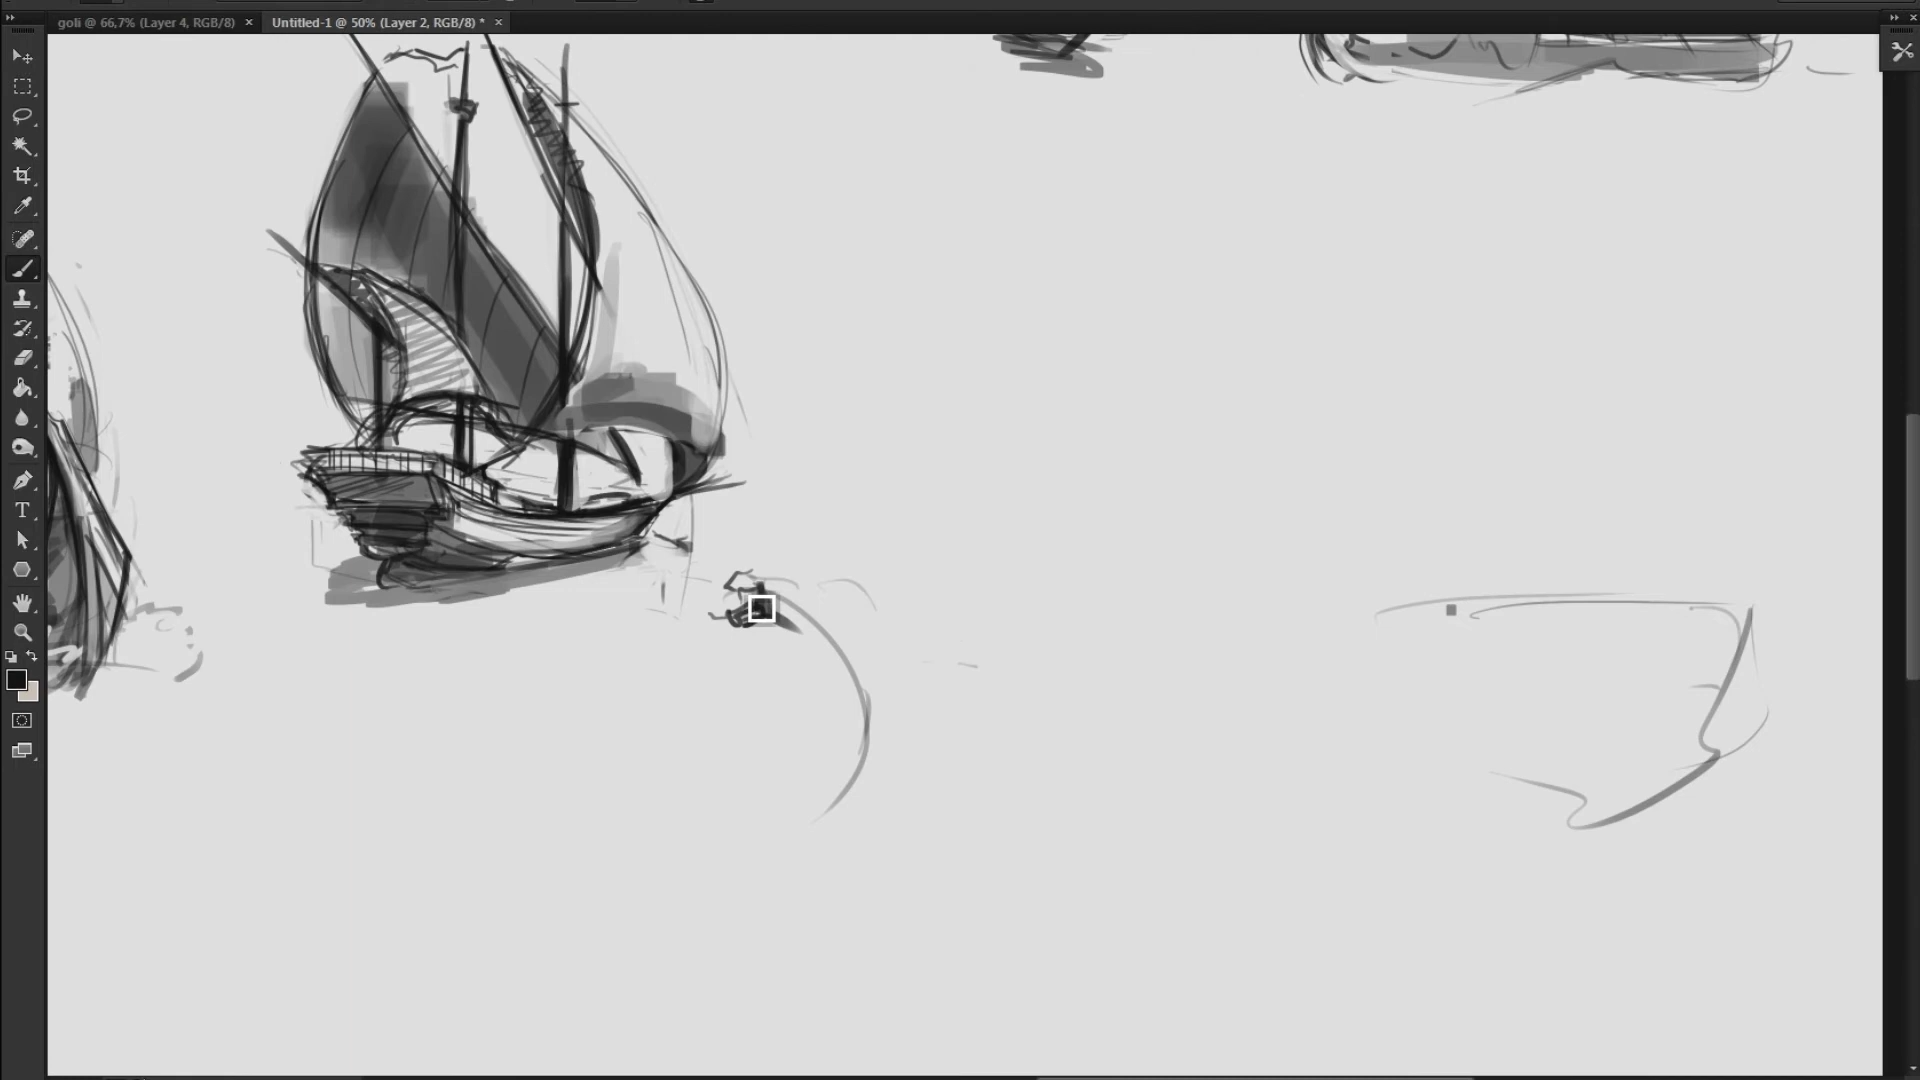 goli @ 66,7% (Layer 4, RGB/8) ×
Untitled-1 @ 50% (Layer 2, RGB/8) * ×